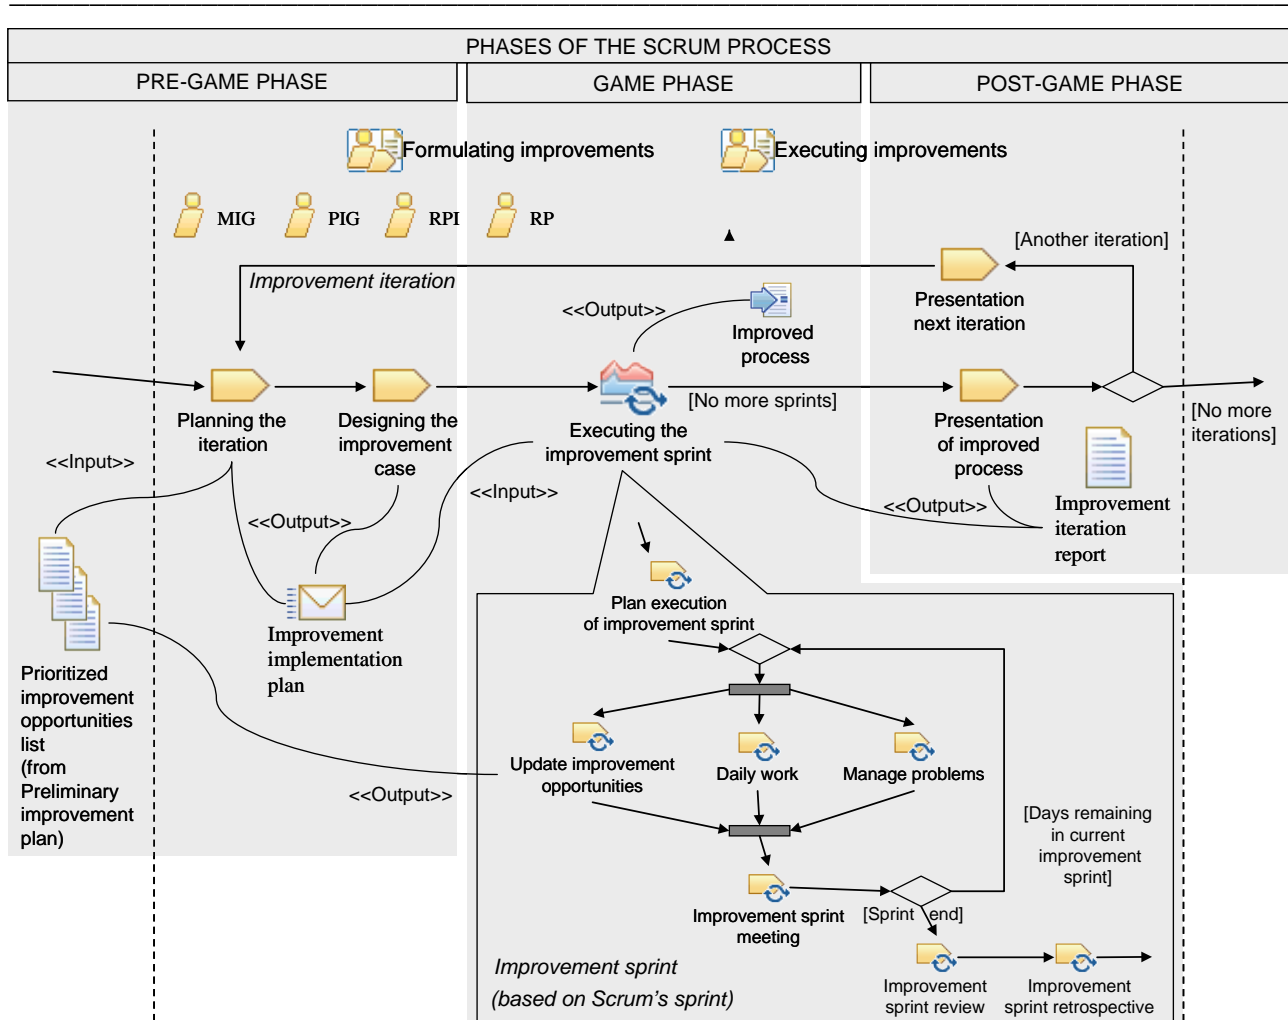 PHASES OF THE SCRUM PROCESS
PRE-GAME PHASE
GAME PHASE
POST-GAME PHASE
Formulating improvements
Executing improvements
MIG
PIG
RPI
RP
[Another iteration]
Improvement iteration
Presentation
next iteration
<<Output>>
Improved
process
Planning the
iteration
Designing the
improvement
case
Executing the
improvement sprint
[No more sprints]
Presentation
of improved
process
[No more
iterations]
<<Input>>
<<Output>>
<<Input>>
<<Output>>
Improvement
iteration
report
Prioritized
improvement
opportunities
list
(from
Preliminary
improvement
plan)
Improvement
implementation
plan
<<Output>>
Plan execution
of improvement sprint
Update improvement
opportunities
Daily work
Manage problems
[Days remaining
in current
improvement
sprint]
Improvement sprint
meeting
[Sprint end]
Improvement
sprint review
Improvement
sprint retrospective
Improvement sprint
(based on Scrum's sprint)